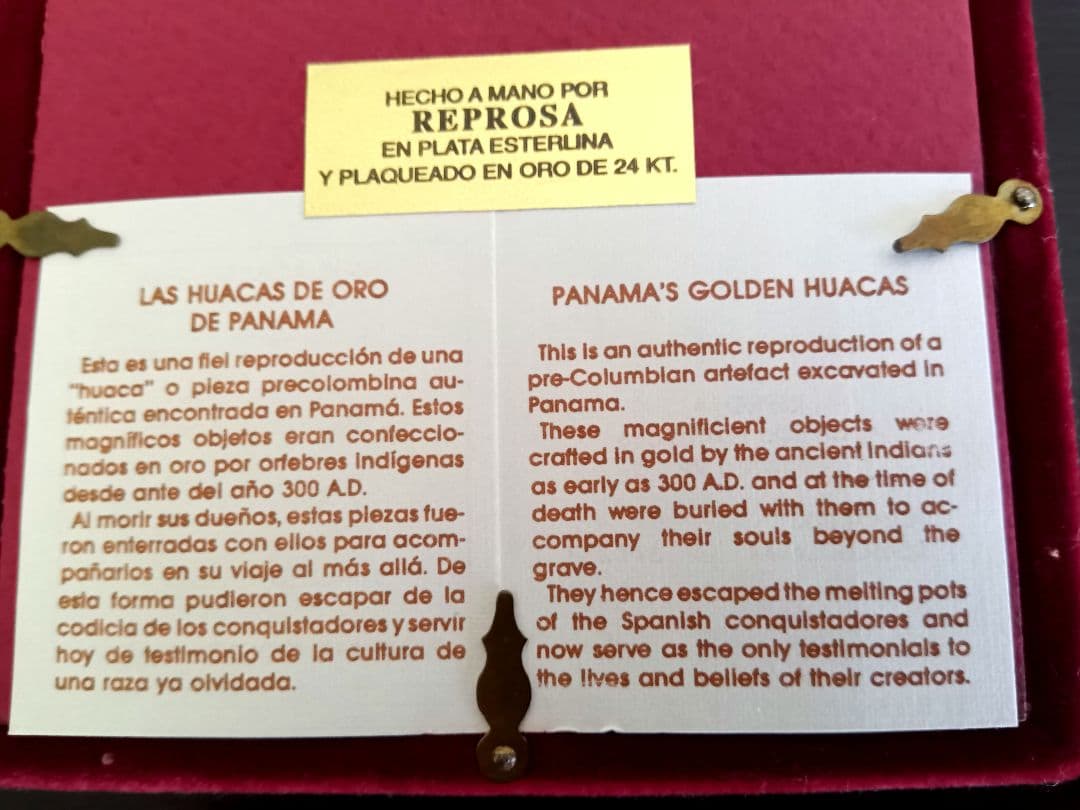 HECHO A MANO POR
REPROSA
EN PLATA ESTERLINA
Y PLAQUEADO EN ORO DE 24 KT.
LAS HUACAS DE ORO
DE PANAMA
Esta es una fiel reproducción de una
"huaca" o pieza precolombina au-
téntica encontrada en Panamá. Estos
magníficos objetos eran confeccio-
nados en oro por orfebres indígenas
desde ante del año 300 A.D.
Al morir sus dueños, estas piezas fue-
ron enterradas con ellos para acom-
pañarlos en su viaje al más allá. De
esta forma pudieron escapar de la
codicia de los conquistadores y servir
hoy de testimonio de la cultura de
una raza ya olvidada.
PANAMA'S GOLDEN HUACAS
This is an authentic reproduction of a
pre-Columbian artefact excavated in
Panama.
These magnificient objects were
crafted in gold by the ancient Indians
as early as 300 A.D. and at the time of
death were buried with them to ac-
company their souls beyond the
grave.
They hence escaped the melting pots
of the Spanish conquistadores and
now serve as the only testimonials to
the lives and beliefs of their creators.